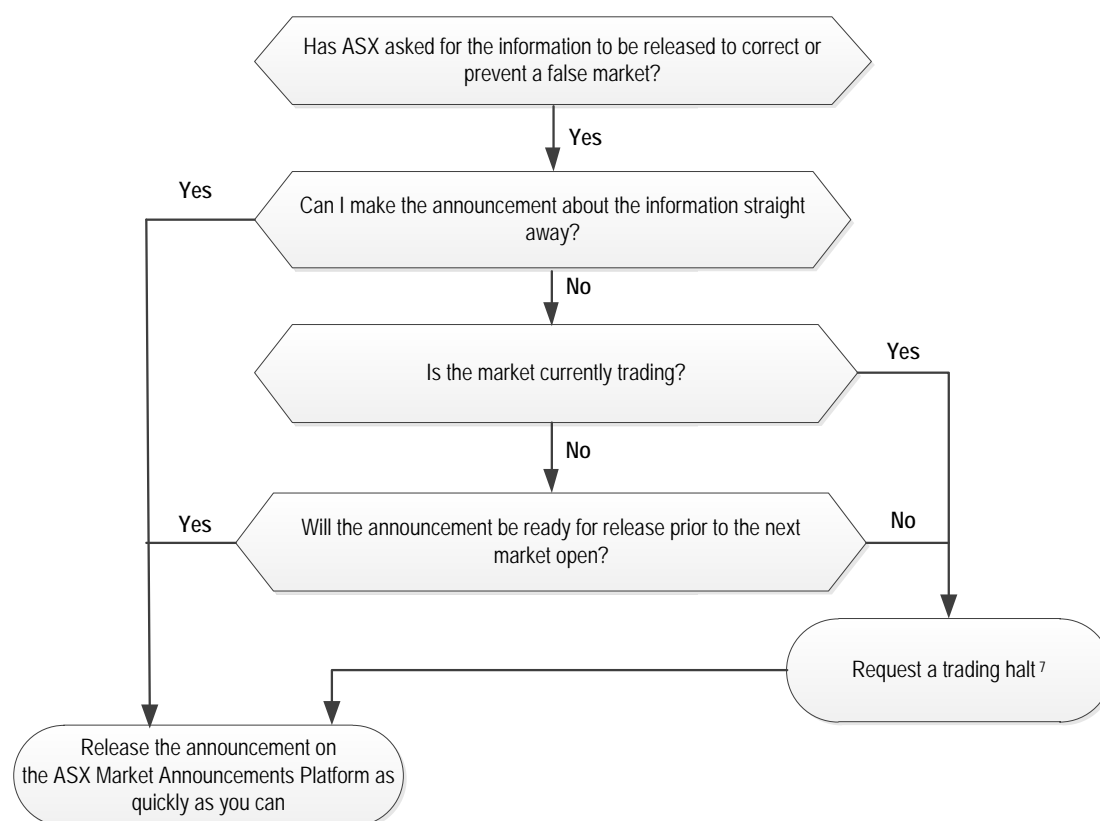 Has ASX asked for the information to be released to correct or
prevent a false market?
Yes
Yes
Can I make the announcement about the information straight
away?
No
Is the market currently trading?
Yes
No
Yes
Will the announcement be ready for release prior to the next
market open?
No
Request a trading halt ⁷
Release the announcement on
the ASX Market Announcements Platform as
quickly as you can